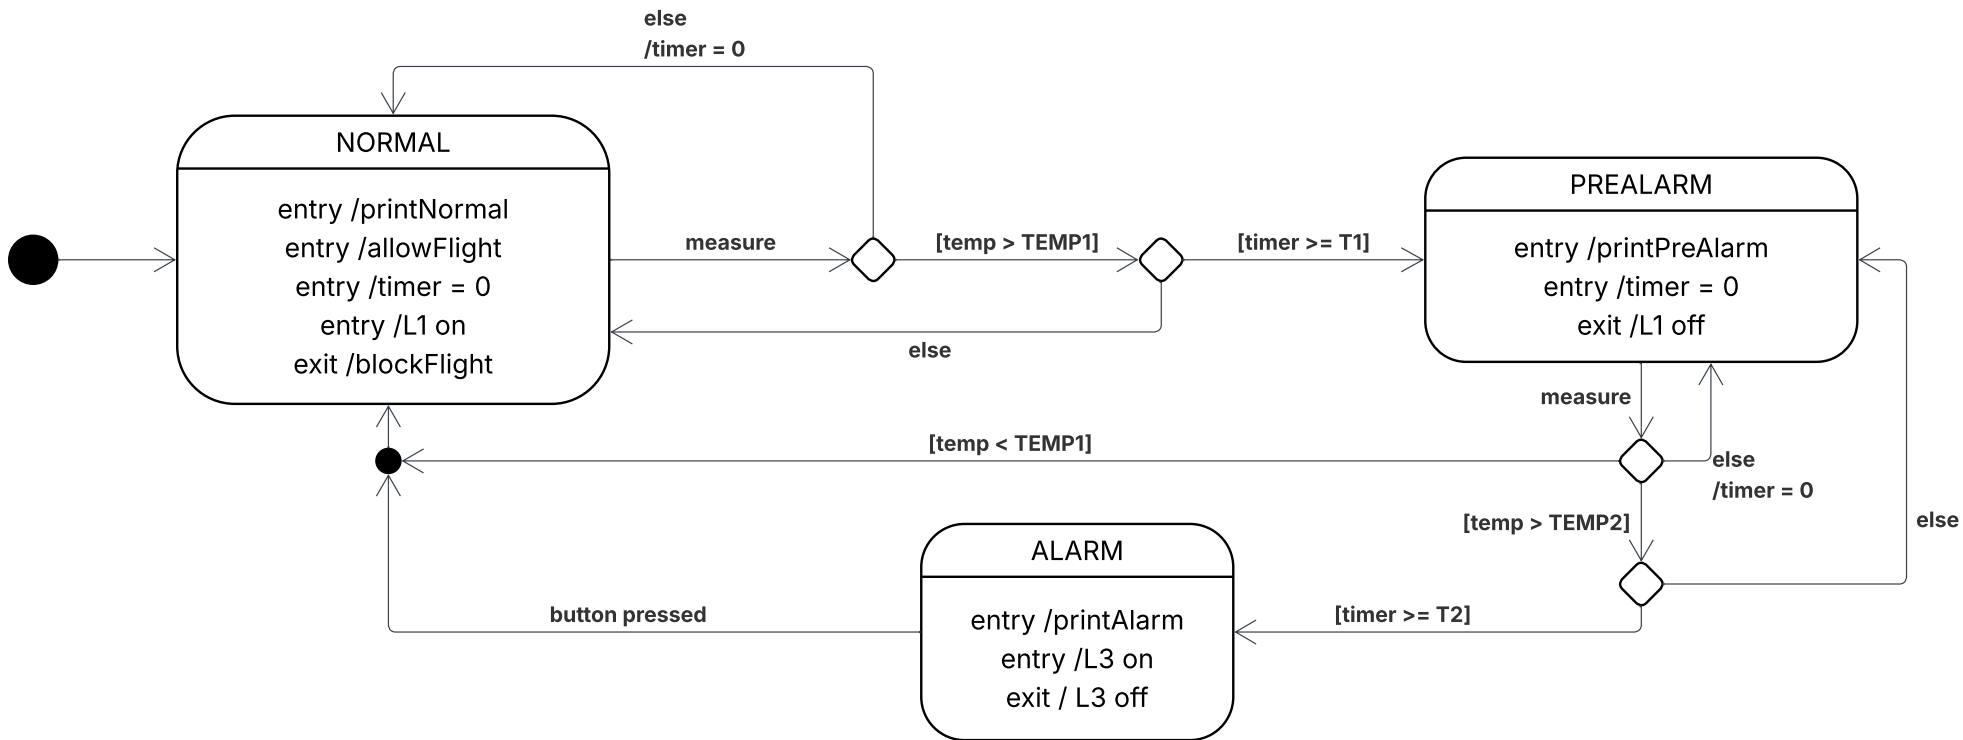 else
/timer = 0
NORMAL
entry /printNormal
entry /allowFlight
entry /timer = 0
entry /L1 on
exit /blockFlight
measure
[temp > TEMP1]
[timer >= T1]
else
PREALARM
entry /printPreAlarm
entry /timer = 0
exit /L1 off
measure
[temp < TEMP1]
else
/timer = 0
[temp > TEMP2]
else
ALARM
entry /printAlarm
entry /L3 on
exit / L3 off
button pressed
[timer >= T2]